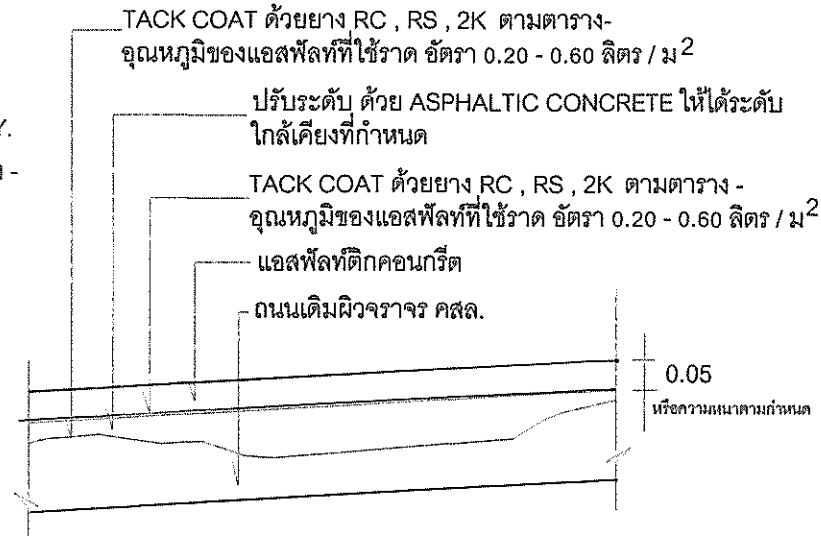 TACK COAT ด้วยยาง RC , RS , 2K ตามตาราง-
อุณหภูมิของแอสฟัลท์ที่ใช้ราด อัตรา 0.20 - 0.60 ลิตร / ม2
ปรับระดับ ด้วย ASPHALTIC CONCRETE ให้ได้ระดับ
ใกล้เคียงที่กำหนด
TACK COAT ด้วยยาง RC , RS , 2K ตามตาราง -
อุณหภูมิของแอสฟัลท์ที่ใช้ราด อัตรา 0.20 - 0.60 ลิตร / ม2
แอสฟัลท์ติกคอนกรีต
ถนนเดิมผิวจราจร คสล.
0.05
หรือความหนาตามกำหนด